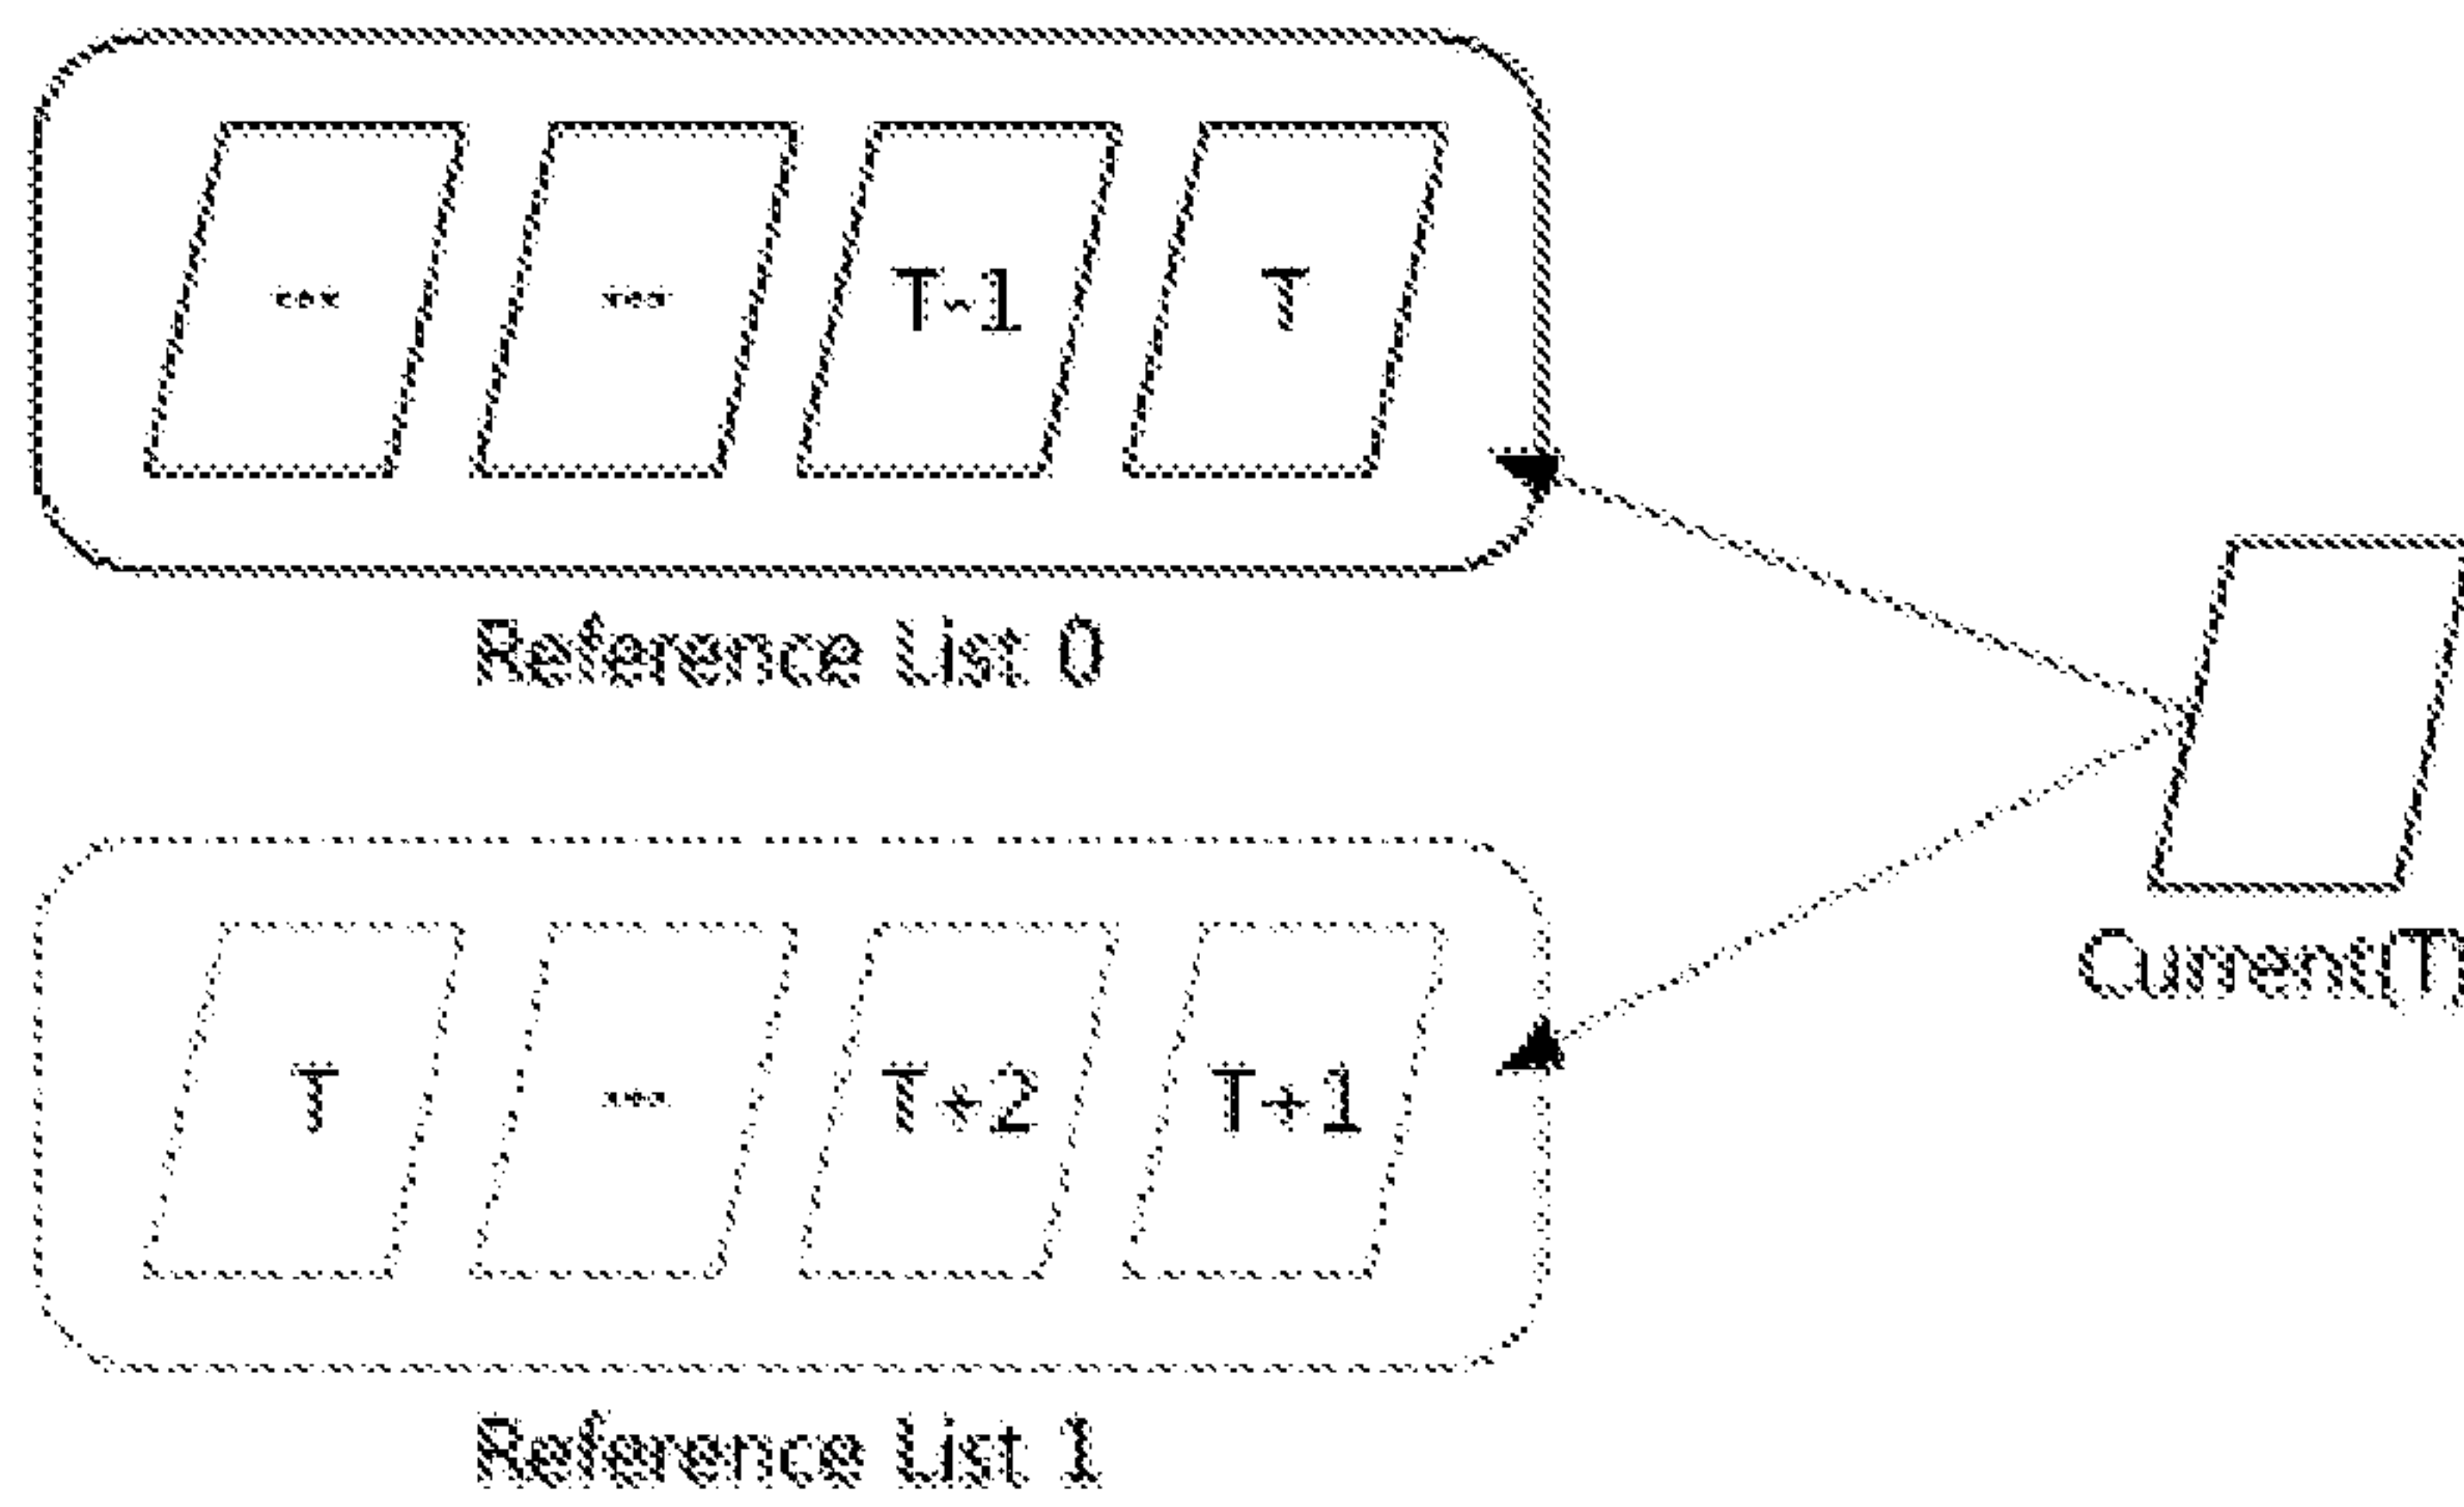 ... ... T-1 T
Reference List 0
Current(T)
T ... T+2 T+1
Reference List 1